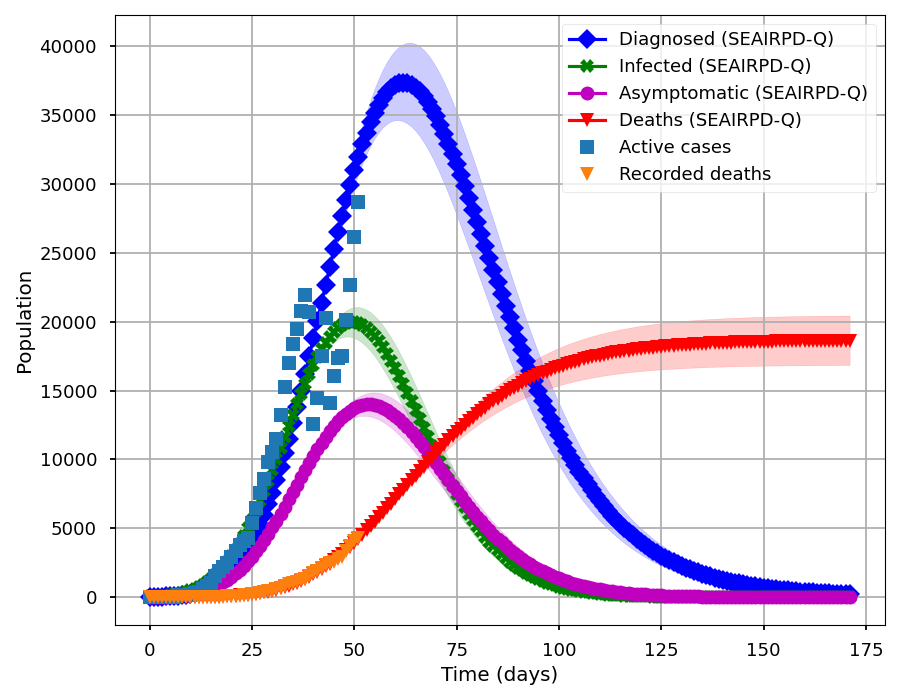 40000
35000
30000
25000
20000
15000
10000
5000
0
Population
0 25 50 75 100 125 150 175
Time (days)
Diagnosed (SEAIRPD-Q)
Infected (SEAIRPD-Q)
Asymptomatic (SEAIRPD-Q)
Deaths (SEAIRPD-Q)
Active cases
Recorded deaths